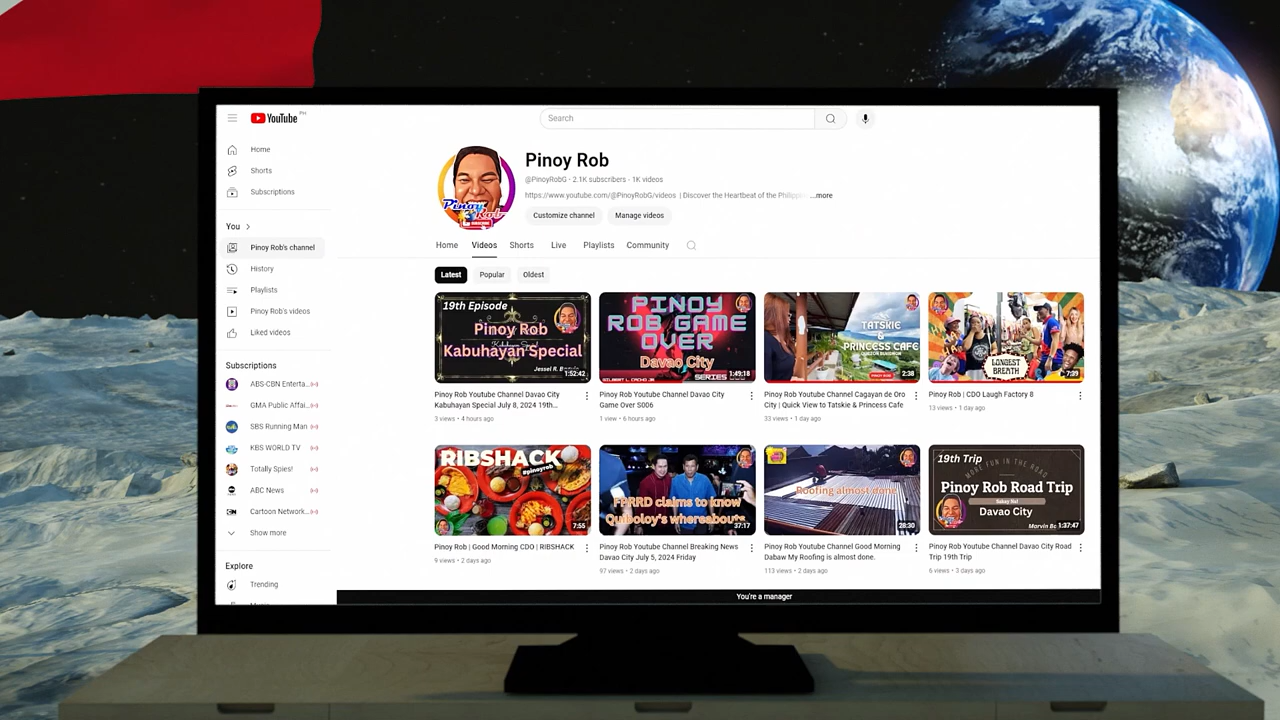 YouTube PH
Search
Home
Shorts
Subscriptions
You
Pinoy Rob's channel
History
Playlists
Pinoy Rob's videos
Liked videos
Subscriptions
ABS-CBN Enterta...
GMA Public Affai...
SBS Running Man
KBS WORLD TV
Totally Spies!
ABC News
Cartoon Network...
Show more
Explore
Trending
Pinoy Rob
@PinoyRobG · 2.1K subscribers · 1K videos
https://www.youtube.com/@PinoyRobG/videos | Discover the Heartbeat of the Philippin ...more
Customize channel
Manage videos
Home Videos Shorts Live Playlists Community
Latest Popular Oldest
19th Episode
Pinoy Rob
Kabuhayan Special
1:52:42
Pinoy Rob Youtube Channel Davao City
Kabuhayan Special July 8, 2024 19th...
3 views • 4 hours ago
PINOY
ROB GAME
OVER
Davao City
SERIES
1:49:18
Pinoy Rob Youtube Channel Davao City
Game Over S006
1 view • 6 hours ago
TATSKIE
&
PRINCESS CAFE
2:38
Pinoy Rob Youtube Channel Cagayan de Oro
City | Quick View to Tatskie & Princess Cafe
33 views • 1 day ago
LONGEST
BREATH
7:39
Pinoy Rob | CDO Laugh Factory 8
13 views • 1 day ago
RIBSHACK
#pinoyrob
7:55
Pinoy Rob | Good Morning CDO | RIBSHACK
9 views • 2 days ago
FPRRD claims to know
Quiboloy's whereabouts
37:17
Pinoy Rob Youtube Channel Breaking News
Davao City July 5, 2024 Friday
97 views • 2 days ago
Roofing almost done
28:30
Pinoy Rob Youtube Channel Good Morning
Dabaw My Roofing is almost done.
113 views • 2 days ago
19th Trip
MORE FUN IN THE ROAD
Pinoy Rob Road Trip
Sakay Na!
Davao City
1:37:47
Pinoy Rob Youtube Channel Davao City Road
Trip 19th Trip
6 views • 3 days ago
You're a manager